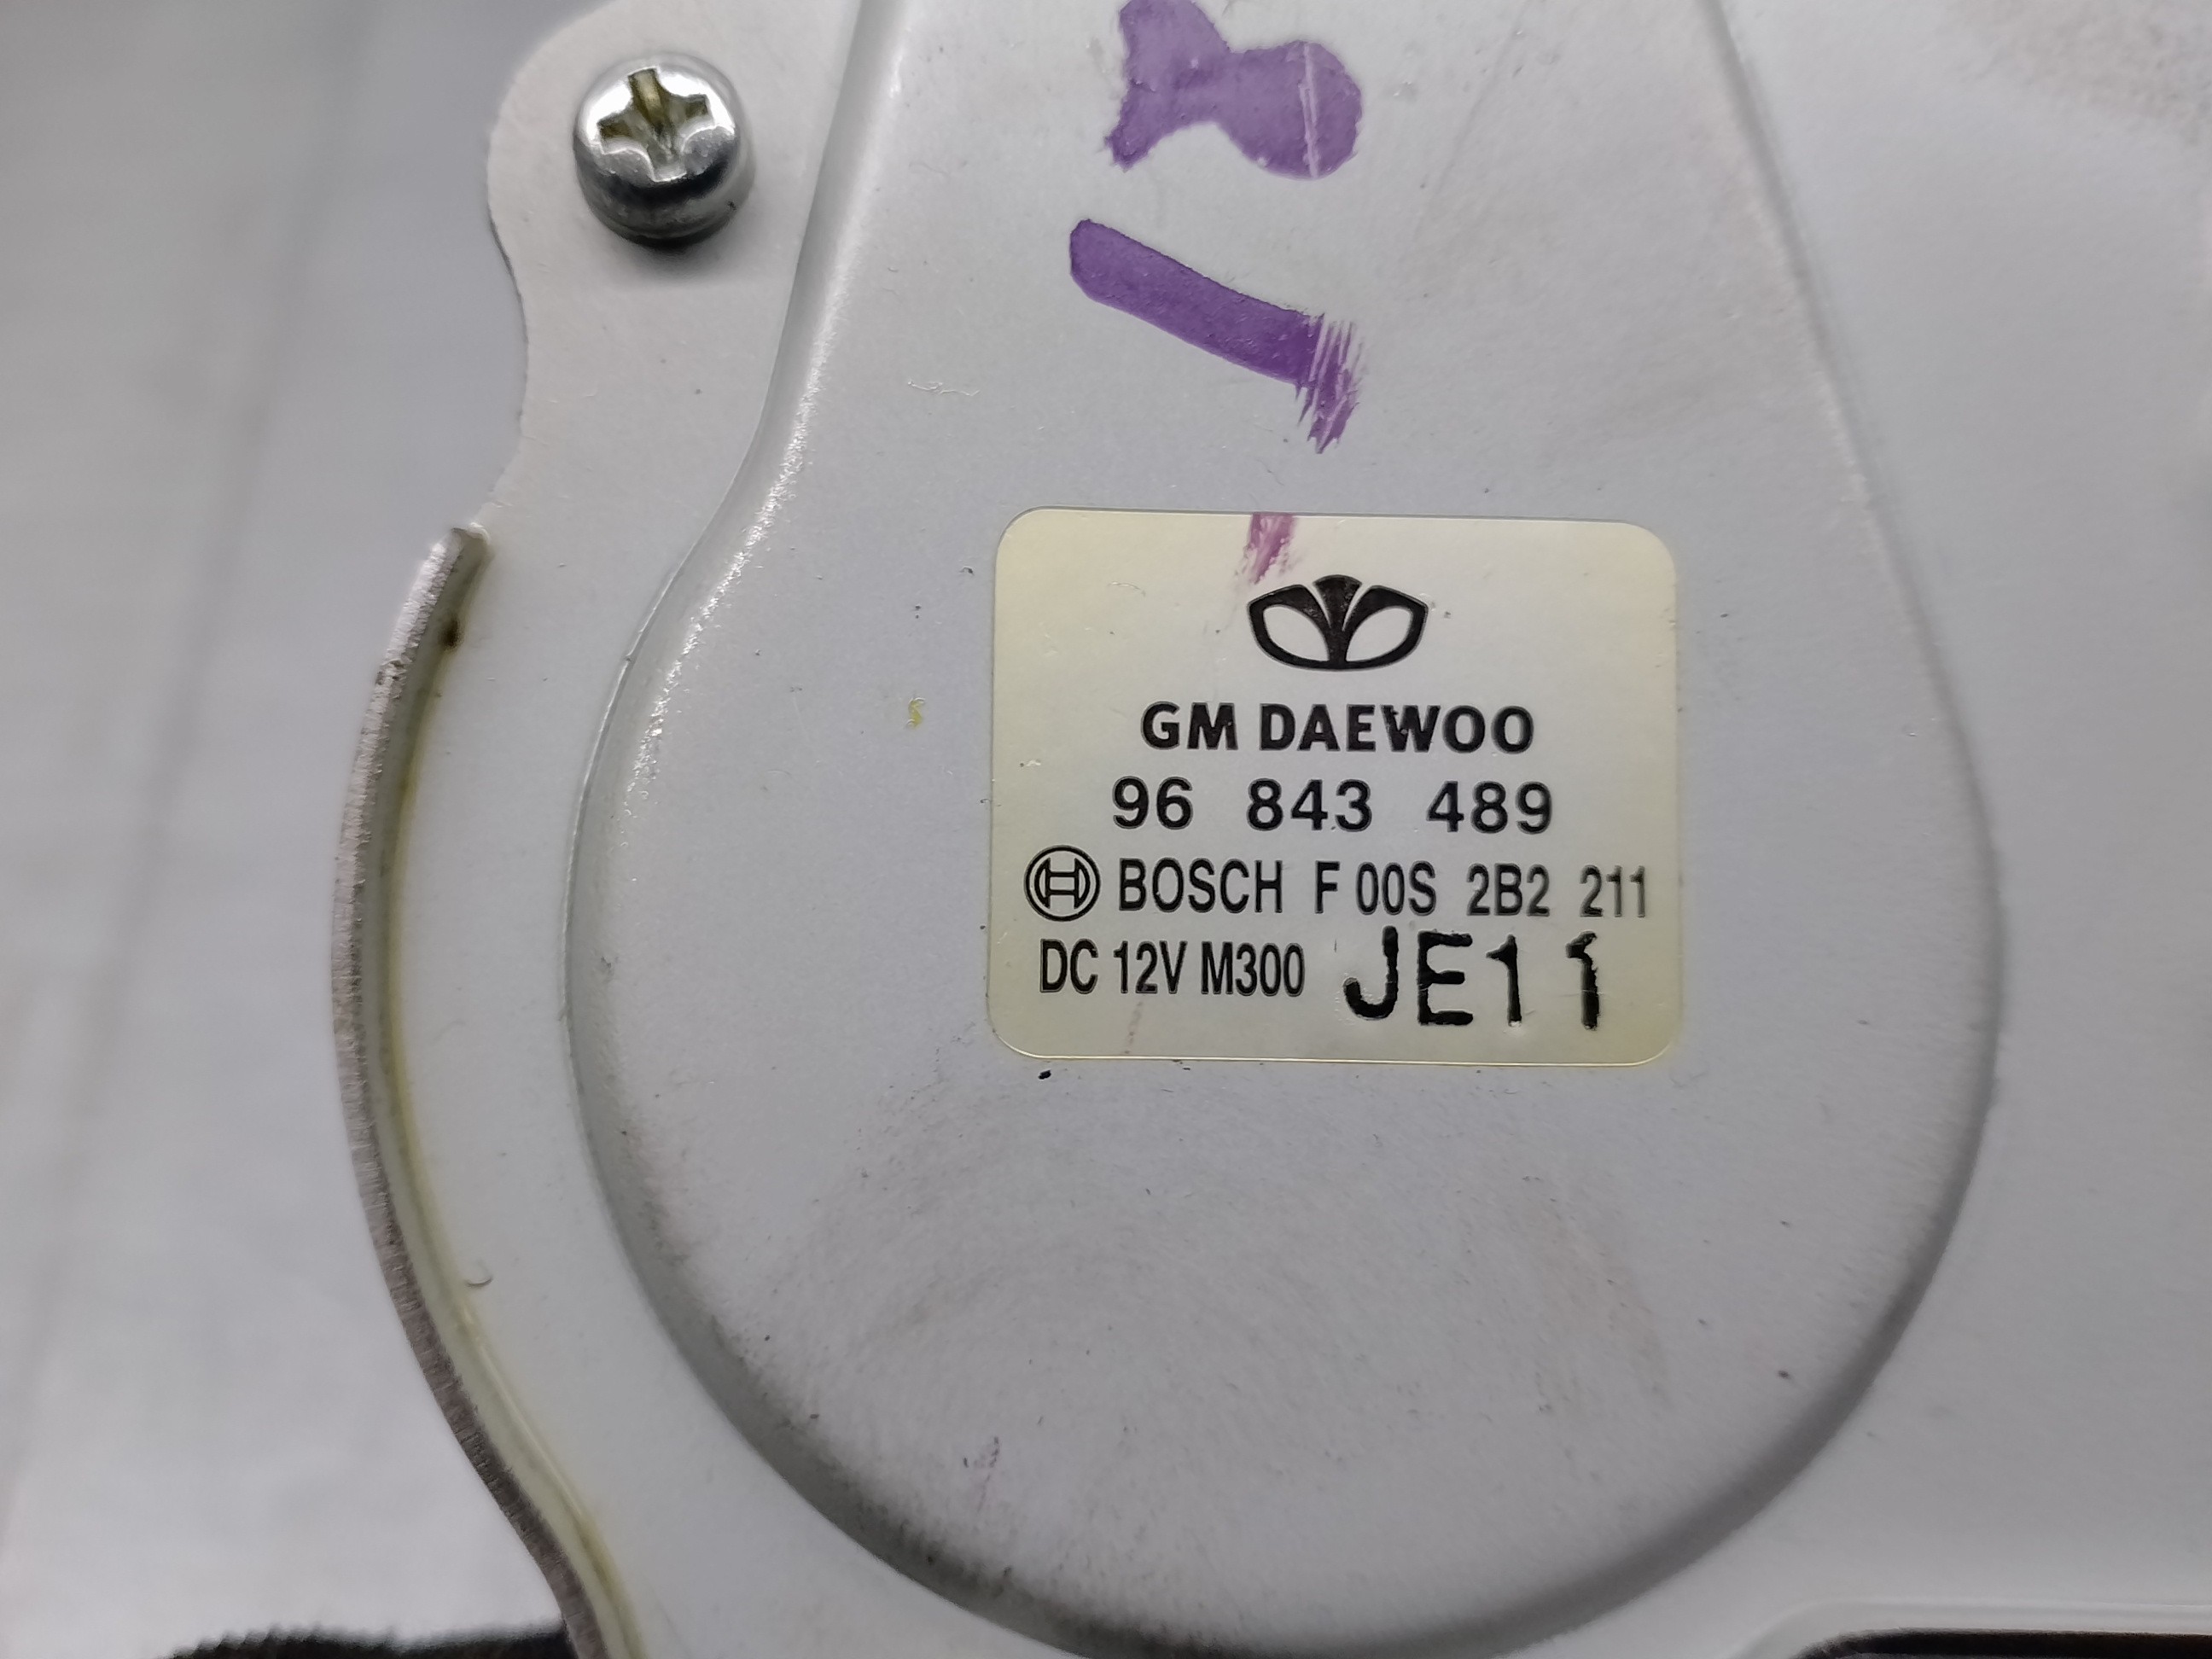 GM DAEWOO
96 843 489
BOSCH F 00S 2B2 211
DC 12V M300 JE11